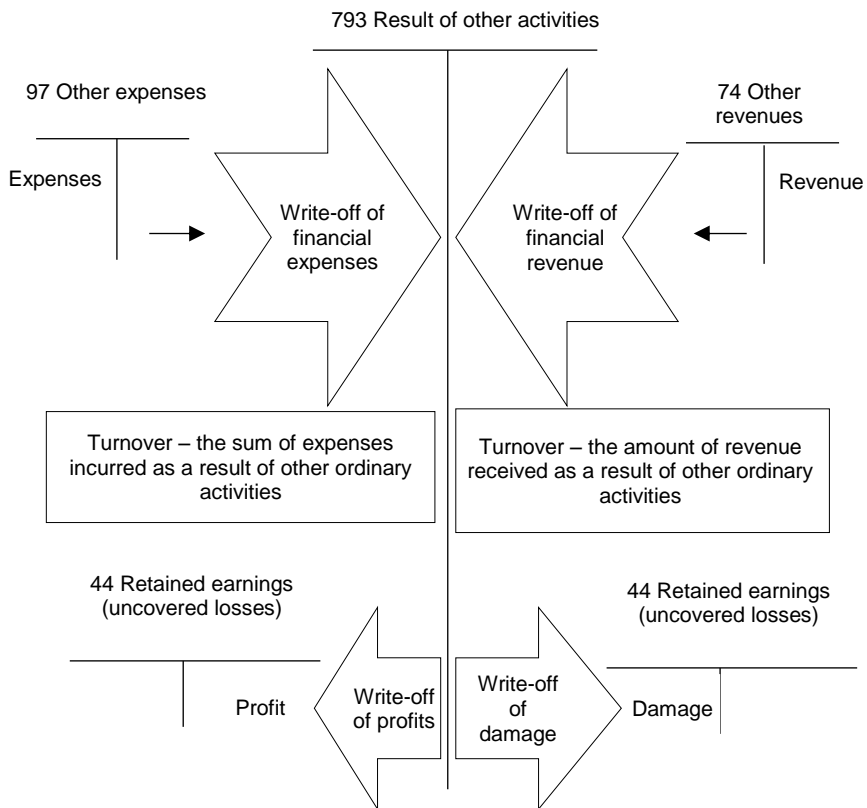 793 Result of other activities
97 Other expenses
74 Other
revenues
Expenses
Revenue
Write-off of
financial
expenses
Write-off of
financial
revenue
Turnover – the sum of expenses
incurred as a result of other ordinary
activities
Turnover – the amount of revenue
received as a result of other ordinary
activities
44 Retained earnings
(uncovered losses)
44 Retained earnings
(uncovered losses)
Profit
Write-off
of profits
Write-off
of
damage
Damage